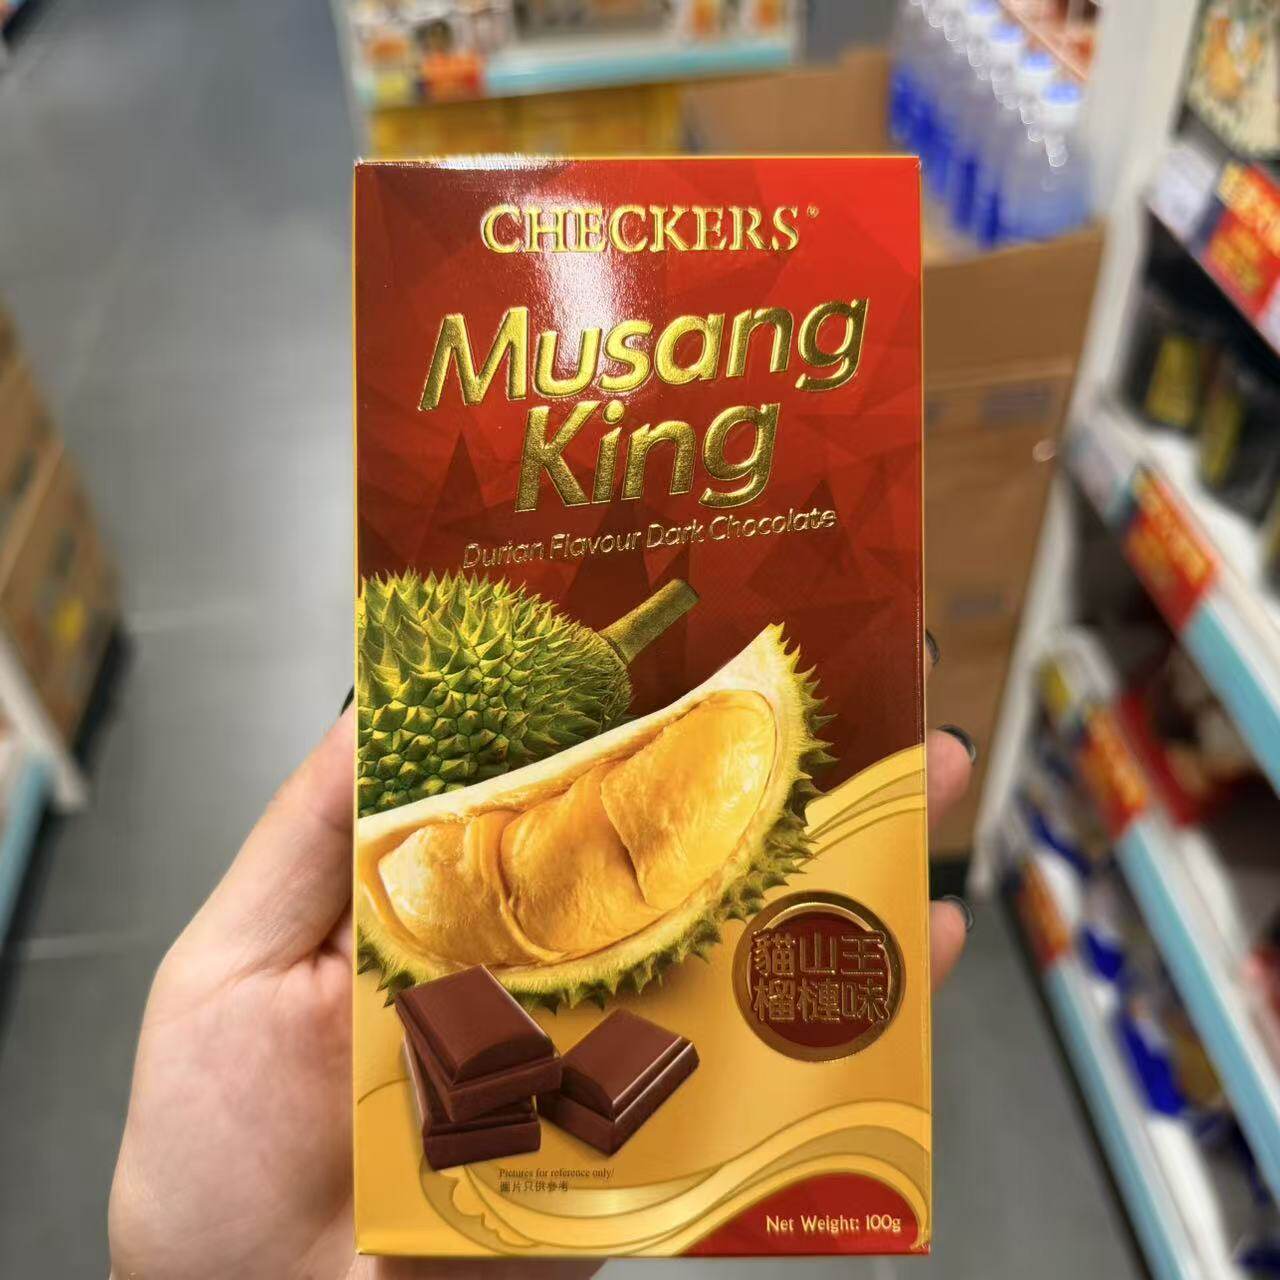 CHECKERS®
Musang
King
Durian Flavour Dark Chocolate
貓山王
榴槤味
Pictures for reference only/
圖片只供參考
Net Weight: 100g